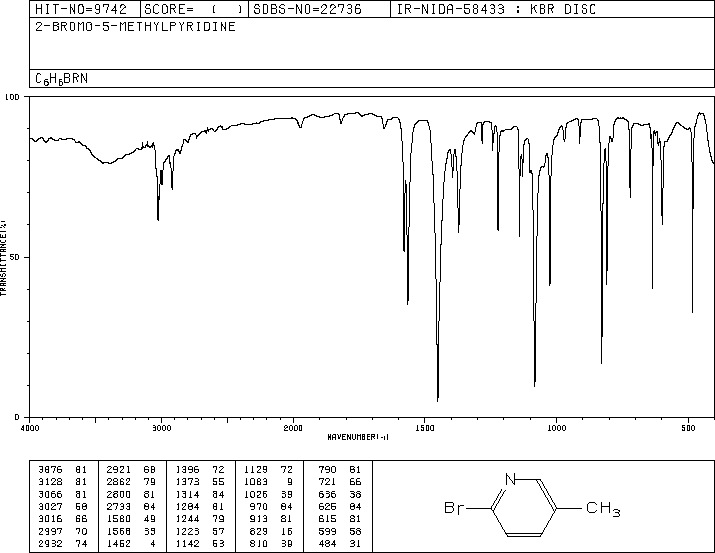 HIT-NO=9742 SCORE= ( ) SDBS-NO=22736 IR-NIDA-58433 : KBR DISC
2-BROMO-5-METHYLPYRIDINE
C6H6BRN
100
50
0
TRANSMITTANCE(%)
4000 3000 2000 1500 1000 500
WAVENUMBER(-1)
3876 81 2921 68 1396 72 1129 72 790 81
3128 81 2862 79 1373 55 1083 9 721 66
3066 81 2800 81 1314 84 1026 39 636 38
3027 58 2733 84 1284 81 970 84 625 84
3016 66 1580 49 1244 79 913 81 615 81
2997 70 1568 33 1223 57 829 16 599 58
2932 74 1452 4 1142 53 810 39 484 31
N
Br
CH3